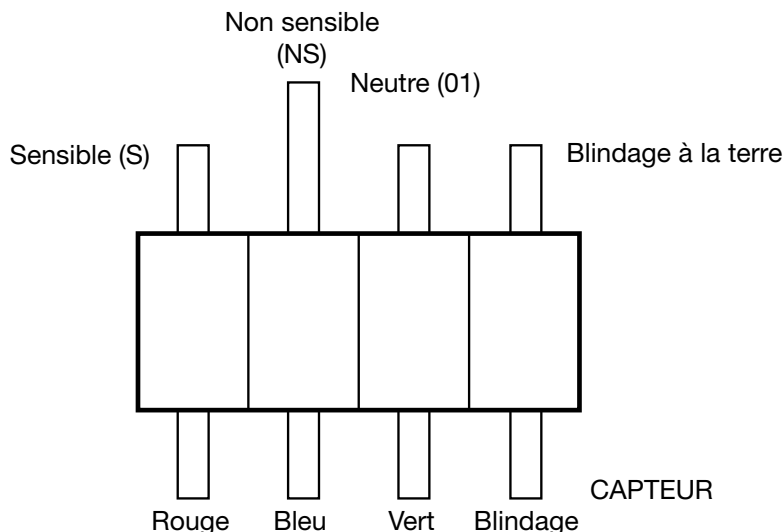 Non sensible
(NS)
Neutre (01)
Sensible (S)
Blindage à la terre
CAPTEUR
Rouge
Bleu
Vert
Blindage